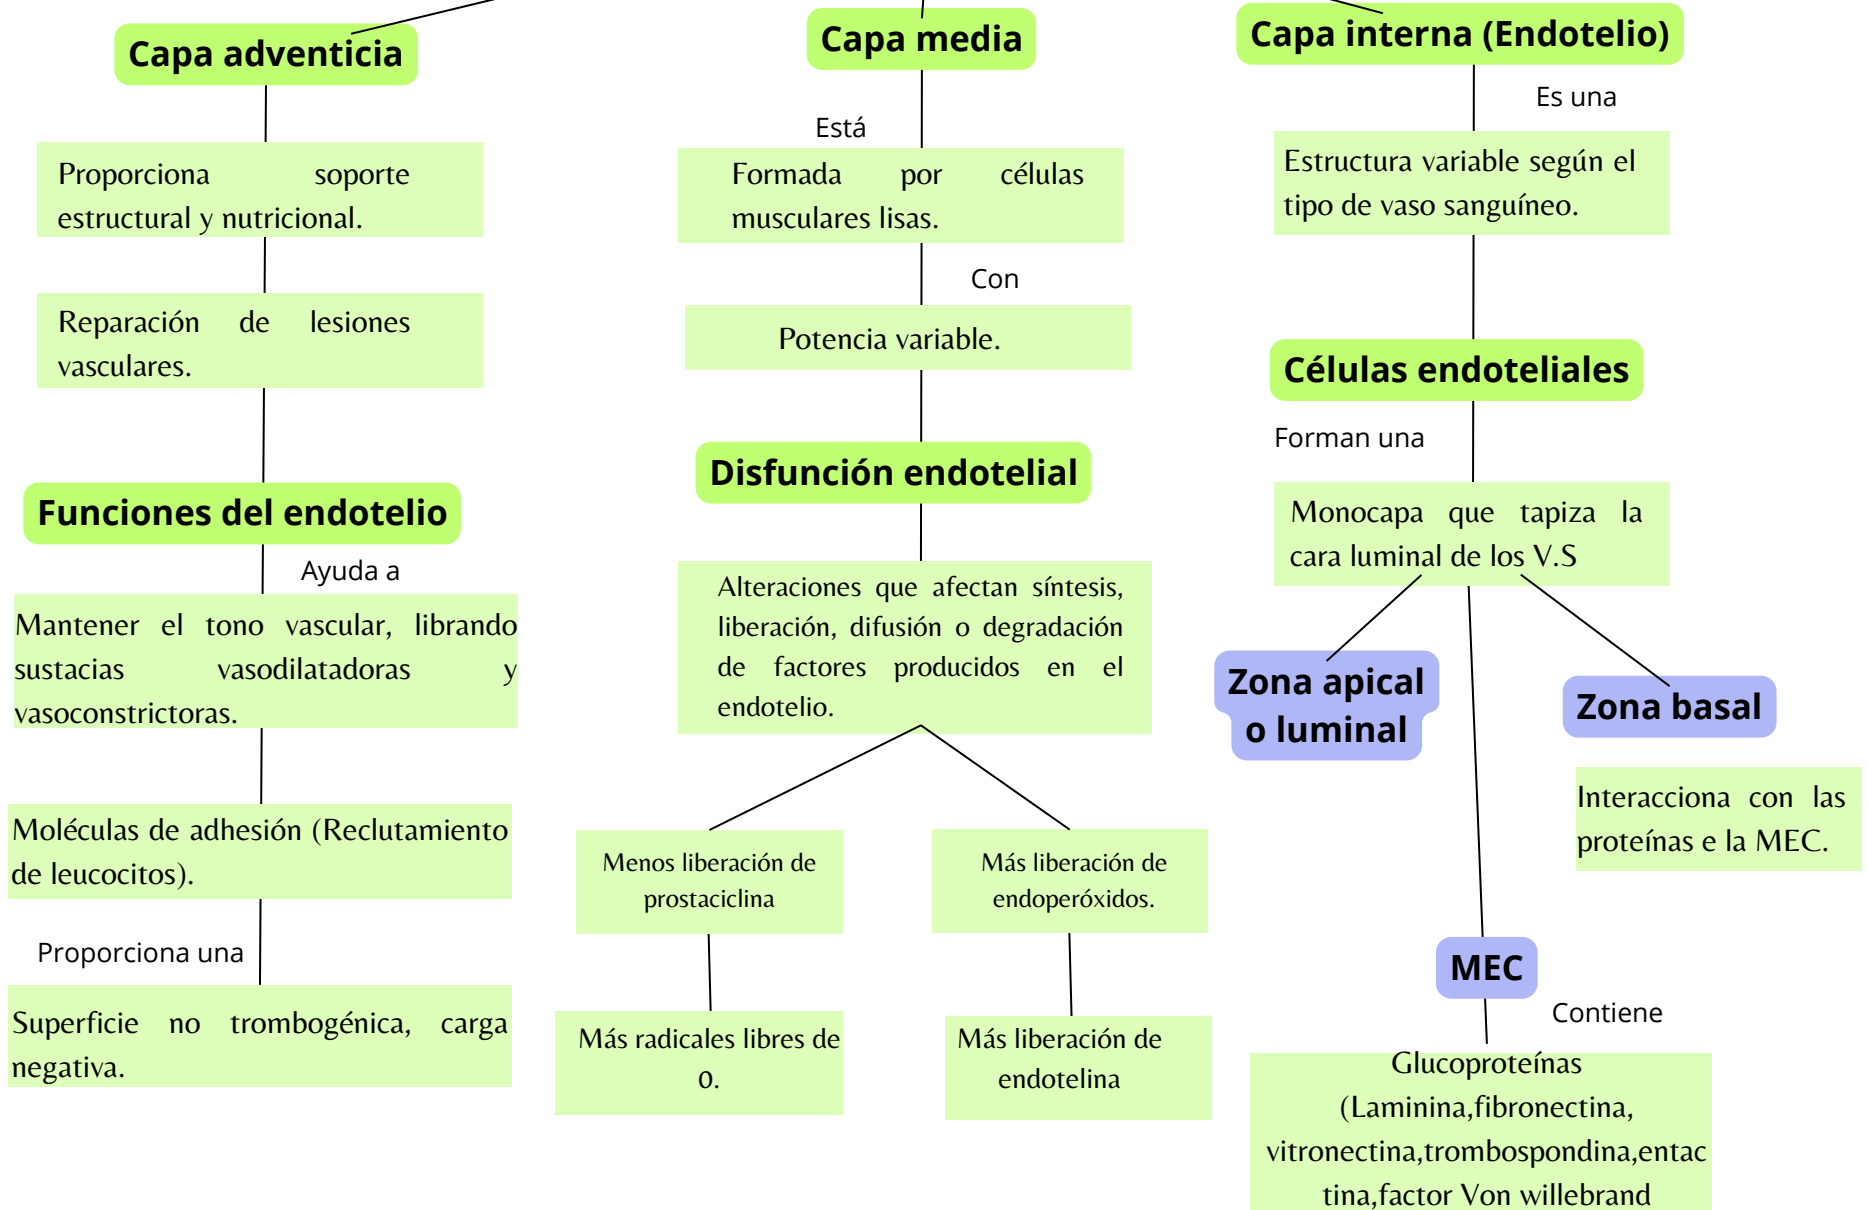 Capa adventicia
Proporciona soporte
estructural y nutricional.
Reparación de lesiones
vasculares.
Funciones del endotelio
Ayuda a
Mantener el tono vascular, librando
sustacias vasodilatadoras y
vasoconstrictoras.
Moléculas de adhesión (Reclutamiento
de leucocitos).
Proporciona una
Superficie no trombogénica, carga
negativa.
Capa media
Está
Formada por células
musculares lisas.
Con
Potencia variable.
Disfunción endotelial
Alteraciones que afectan síntesis,
liberación, difusión o degradación
de factores producidos en el
endotelio.
Menos liberación de
prostaciclina
Más radicales libres de
0.
Más liberación de
endoperóxidos.
Más liberación de
endotelina
Capa interna (Endotelio)
Es una
Estructura variable según el
tipo de vaso sanguíneo.
Células endoteliales
Forman una
Monocapa que tapiza la
cara luminal de los V.S
Zona apical
o luminal
Zona basal
Interacciona con las
proteínas e la MEC.
MEC
Contiene
Glucoproteínas
(Laminina,fibronectina,
vitronectina,trombospondina,entac
tina,factor Von willebrand